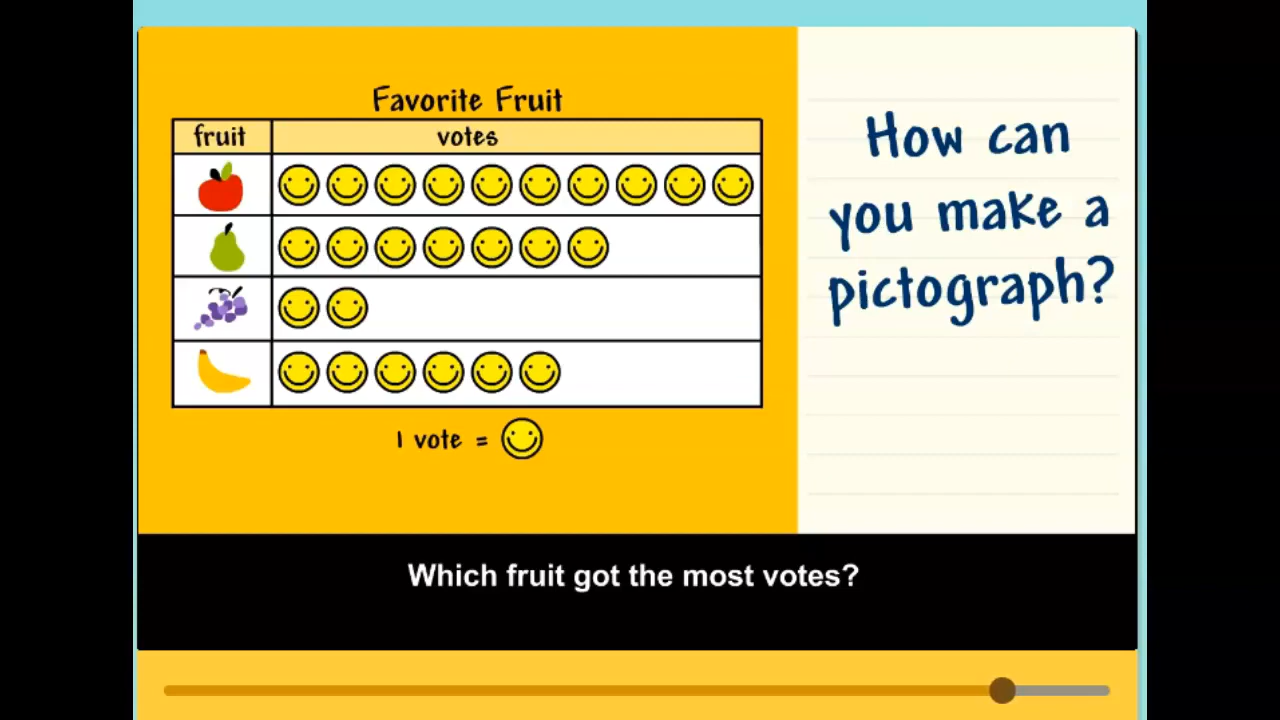 Favorite Fruit
fruit votes
1 vote =
How can
you make a
pictograph?
Which fruit got the most votes?